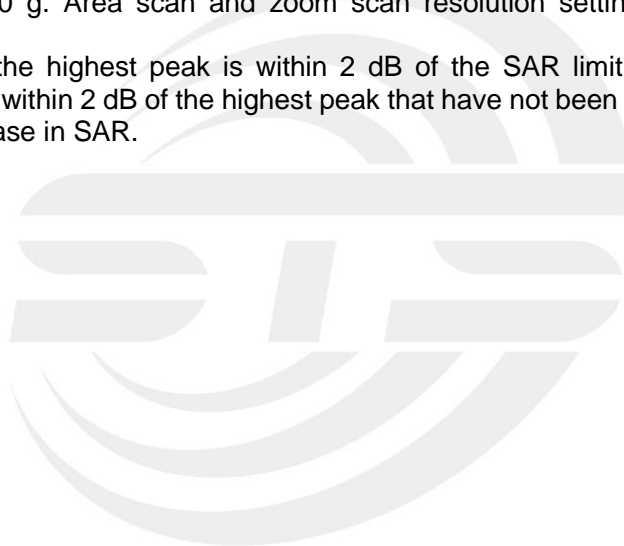 0 g. Area scan and zoom scan resolution
the highest peak is within 2 dB of the SAR limit
within 2 dB of the highest peak that have not been
ase in SAR.
STS